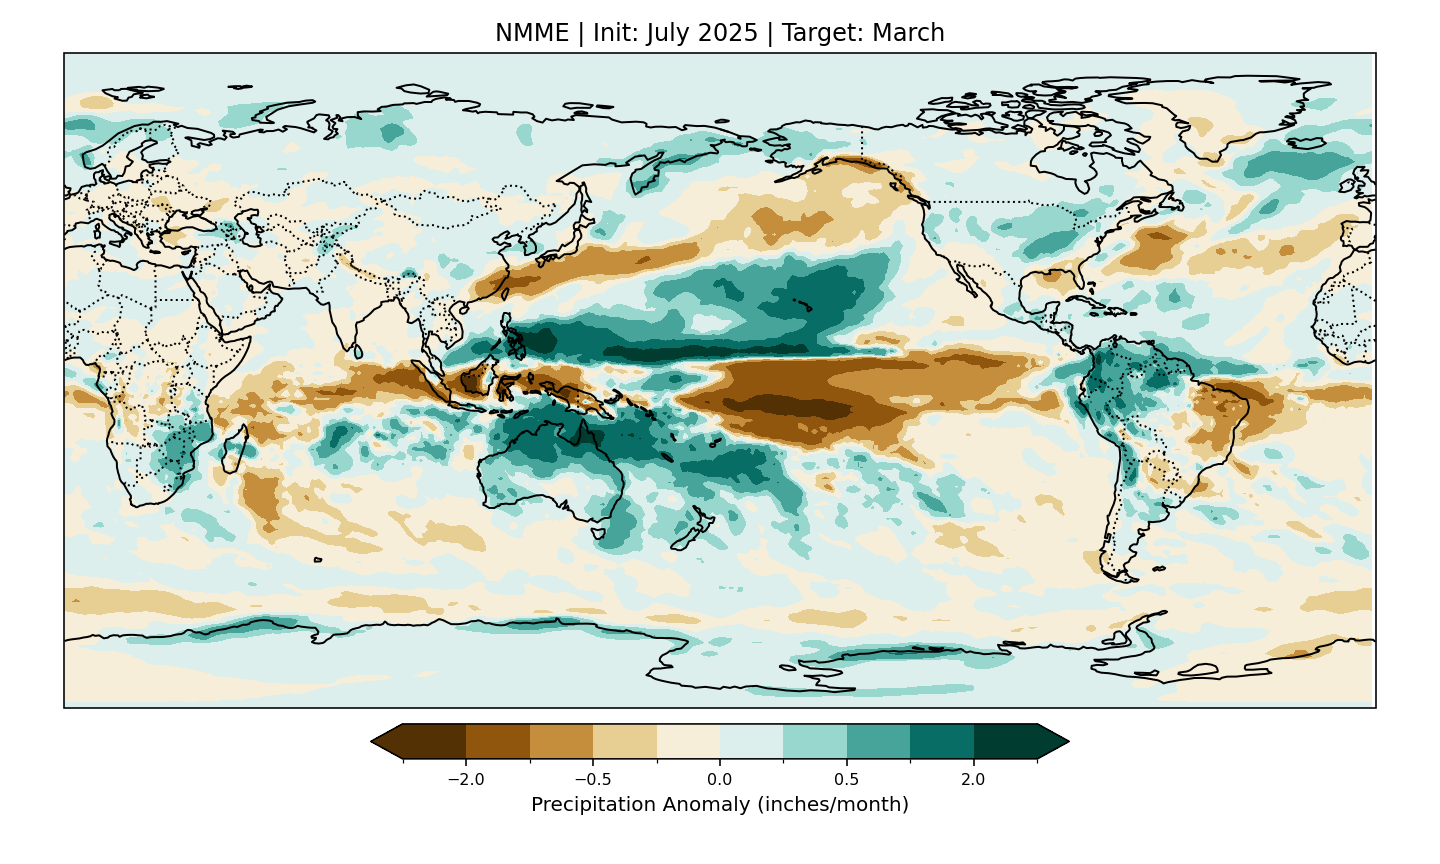 NMME | Init: July 2025 | Target: March
−2.0 −0.5 0.0 0.5 2.0
Precipitation Anomaly (inches/month)